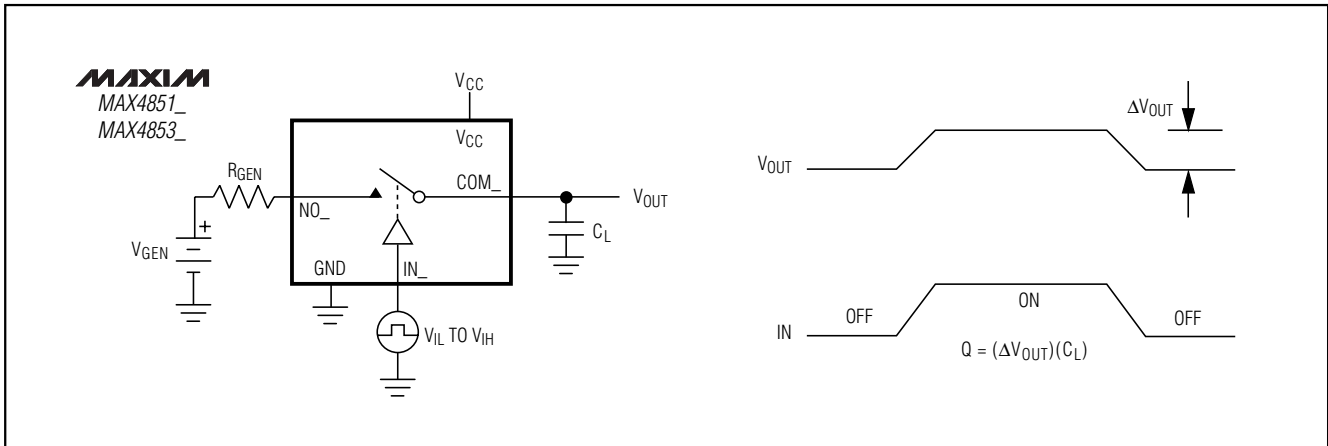 MAXIM
MAX4851_
MAX4853_
VCC
VCC
RGEN
NO_
COM_
VOUT
CL
VGEN
+
GND
IN_
VIL TO VIH
ΔVOUT
VOUT
IN
OFF
ON
OFF
Q = (ΔVOUT)(CL)